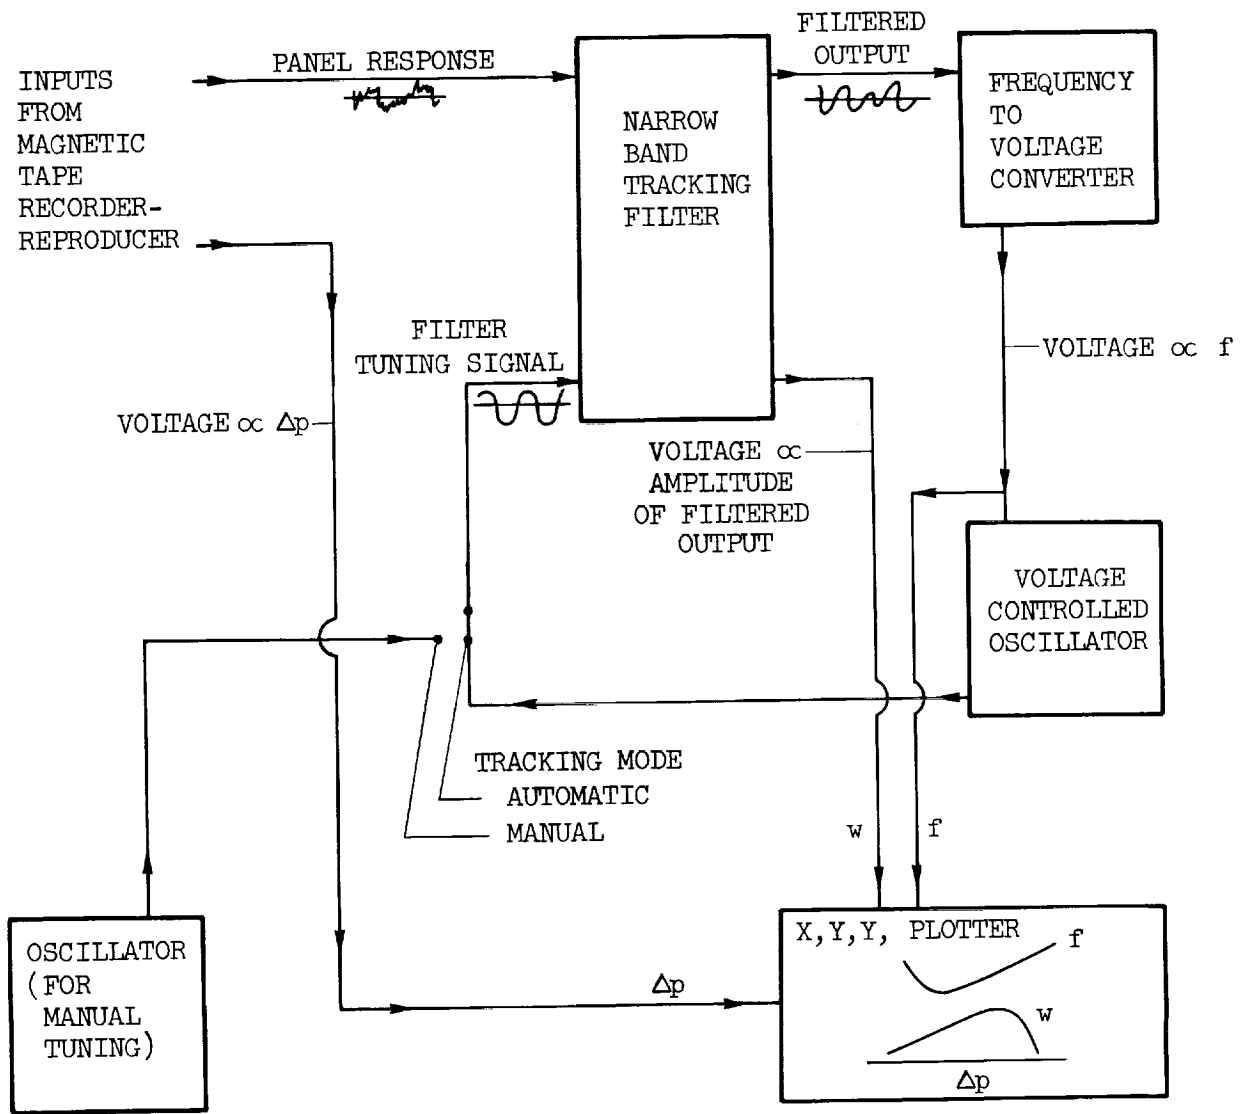 INPUTS
FROM
MAGNETIC
TAPE
RECORDER-
REPRODUCER
PANEL RESPONSE
FILTERED
OUTPUT
NARROW
BAND
TRACKING
FILTER
FREQUENCY
TO
VOLTAGE
CONVERTER
FILTER
TUNING SIGNAL
VOLTAGE ∝ f
VOLTAGE ∝ Δp
VOLTAGE ∝
AMPLITUDE
OF FILTERED
OUTPUT
VOLTAGE
CONTROLLED
OSCILLATOR
TRACKING MODE
AUTOMATIC
MANUAL
w
f
OSCILLATOR
(FOR
MANUAL
TUNING)
Δp
X,Y,Y, PLOTTER
f
w
Δp